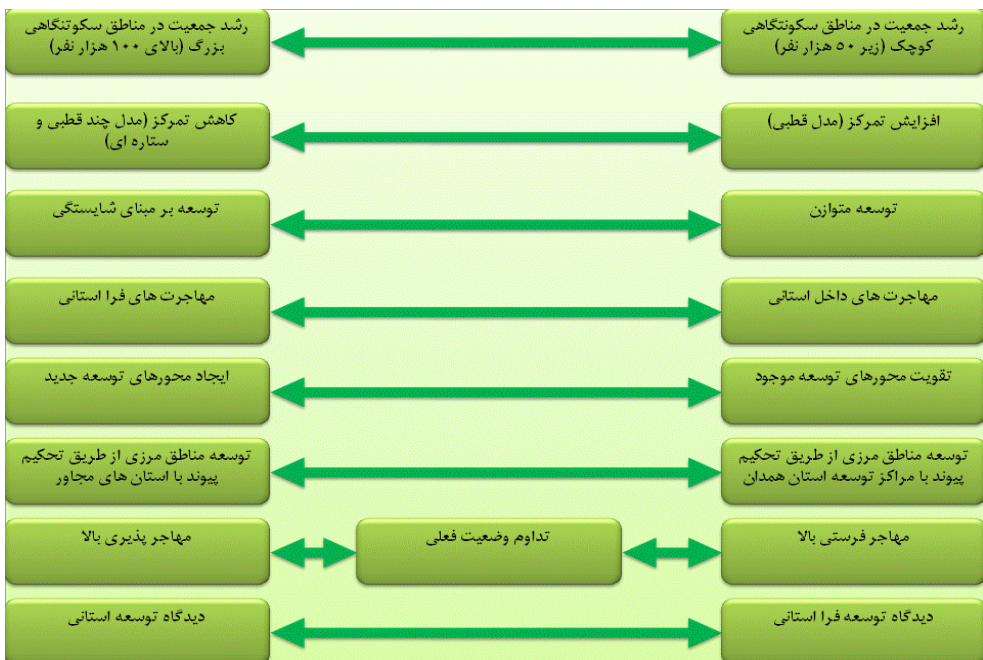 رشد جمعیت در مناطق سکونتگاهی
کوچک (زیر ۵۰ هزار نفر)
رشد جمعیت در مناطق سکوتنگاهی
بزرگ (بالای ۱۰۰ هزار نفر)
افزایش تمرکز (مدل قطبی)
کاهش تمرکز (مدل چند قطبی و
ستاره ای)
توسعه متوازن
توسعه بر مبنای شایستگی
مهاجرت های داخل استانی
مهاجرت های فرا استانی
تقویت محورهای توسعه موجود
ایجاد محورهای توسعه جدید
توسعه مناطق مرزی از طریق تحکیم
پیوند با مراکز توسعه استان همدان
توسعه مناطق مرزی از طریق تحکیم
پیوند با استان های مجاور
مهاجر فرستی بالا
تداوم وضعیت فعلی
مهاجر پذیری بالا
دیدگاه توسعه فرا استانی
دیدگاه توسعه استانی